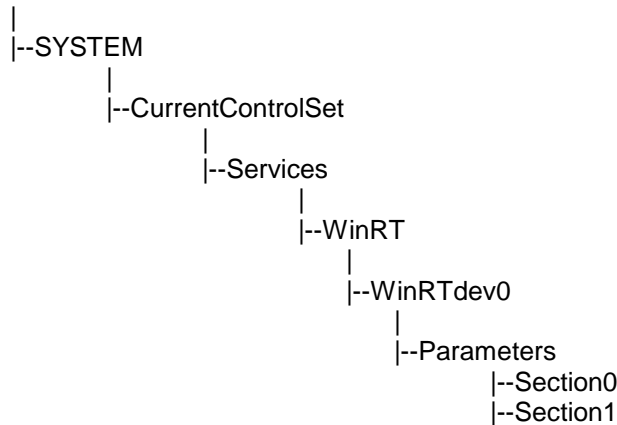 |
|--SYSTEM
|
|--CurrentControlSet
|
|--Services
|
|--WinRT
|
|--WinRTdev0
|
|--Parameters
|--Section0
|--Section1